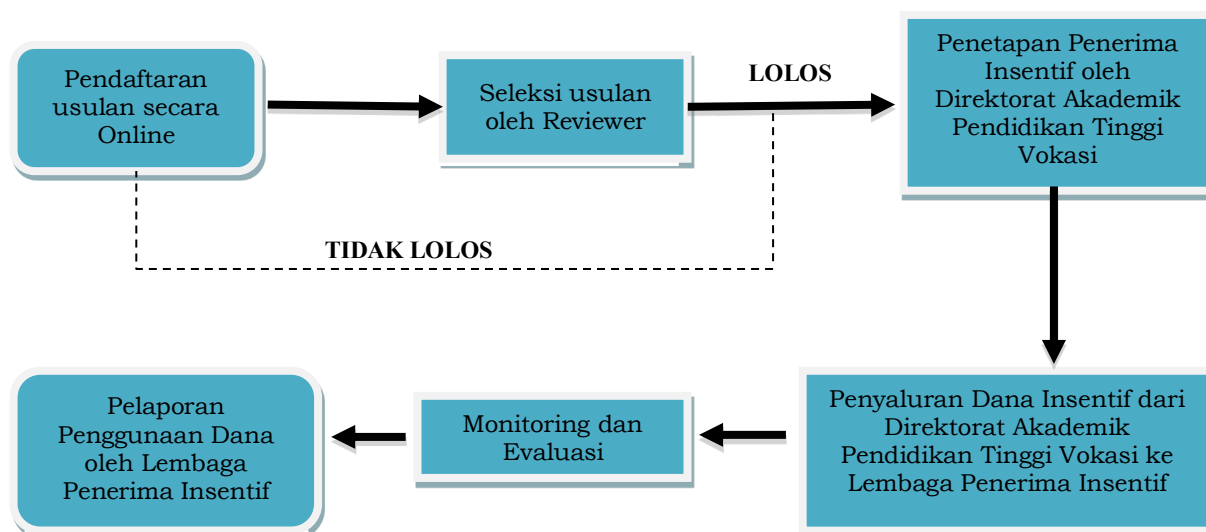 Pendaftaran
usulan secara
Online
Seleksi usulan
oleh Reviewer
LOLOS
Penetapan Penerima
Insentif oleh
Direktorat Akademik
Pendidikan Tinggi
Vokasi
TIDAK LOLOS
Penyaluran Dana Insentif dari
Direktorat Akademik
Pendidikan Tinggi Vokasi ke
Lembaga Penerima Insentif
Monitoring dan
Evaluasi
Pelaporan
Penggunaan Dana
oleh Lembaga
Penerima Insentif